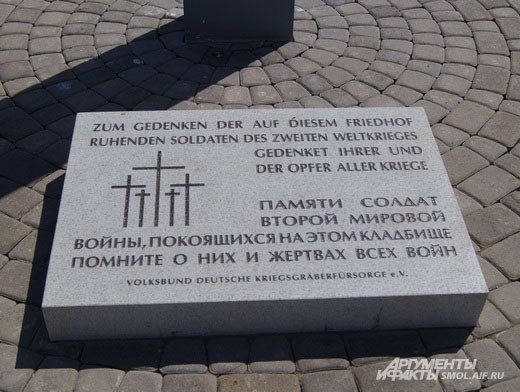 ZUM GEDENKEN DER AUF DIESEM FRIEDHOF
RUHENDEN SOLDATEN DES ZWEITEN WELTKRIEGES
GEDENKET IHRER UND
DER OPFER ALLER KRIEGE
ПАМЯТИ СОЛДАТ
ВТОРОЙ МИРОВОЙ
ВОЙНЫ, ПОКОЯЩИХСЯ НА ЭТОМ КЛАДБИЩЕ
ПОМНИТЕ О НИХ И ЖЕРТВАХ ВСЕХ ВОЙН
VOLKSBUND DEUTSCHE KRIEGSGRÄBERFÜRSORGE e.V.
АРГУМЕНТЫ
И ФАКТЫ SMOL.AIF.RU